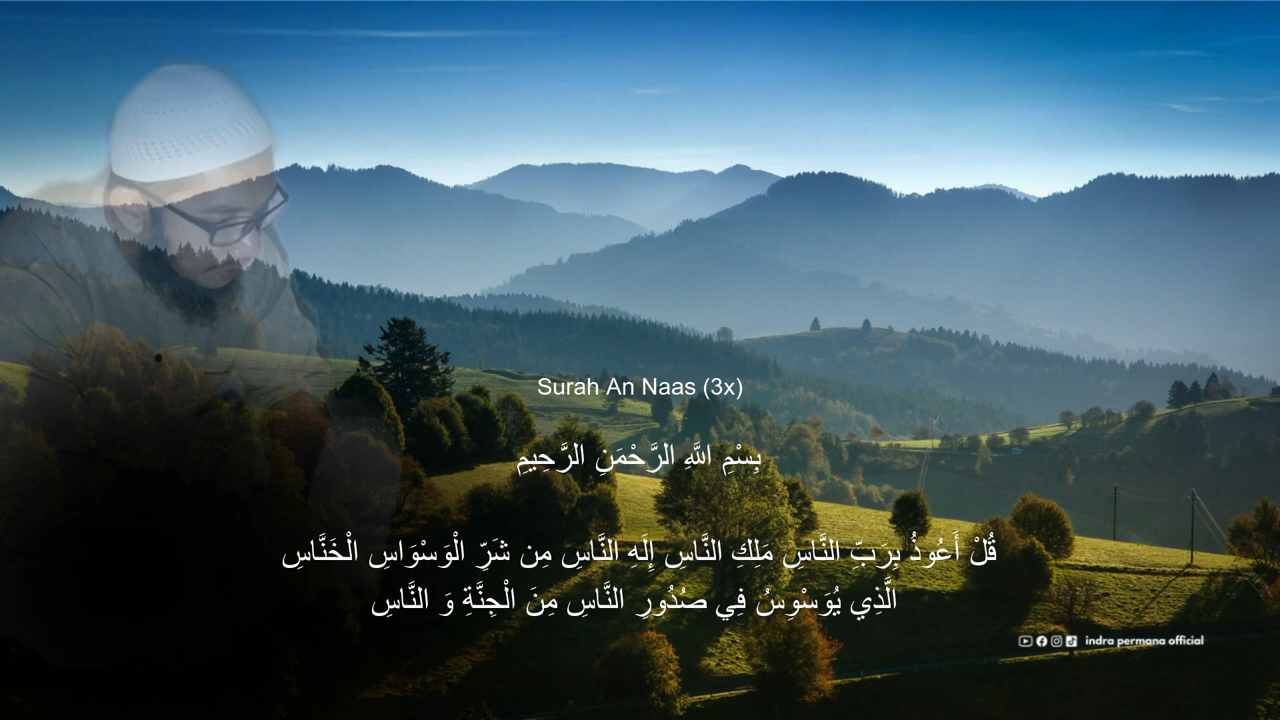 Surah An Naas (3x)
بِسْمِ اللَّهِ الرَّحْمَنِ الرَّحِيمِ
قُلْ أَعُوذُ بِرَبِّ النَّاسِ مَلِكِ النَّاسِ إِلَهِ النَّاسِ مِن شَرِّ الْوَسْوَاسِ الْخَنَّاسِ
الَّذِي يُوَسْوِسُ فِي صُدُورِ النَّاسِ مِنَ الْجِنَّةِ وَ النَّاسِ
indra permana official